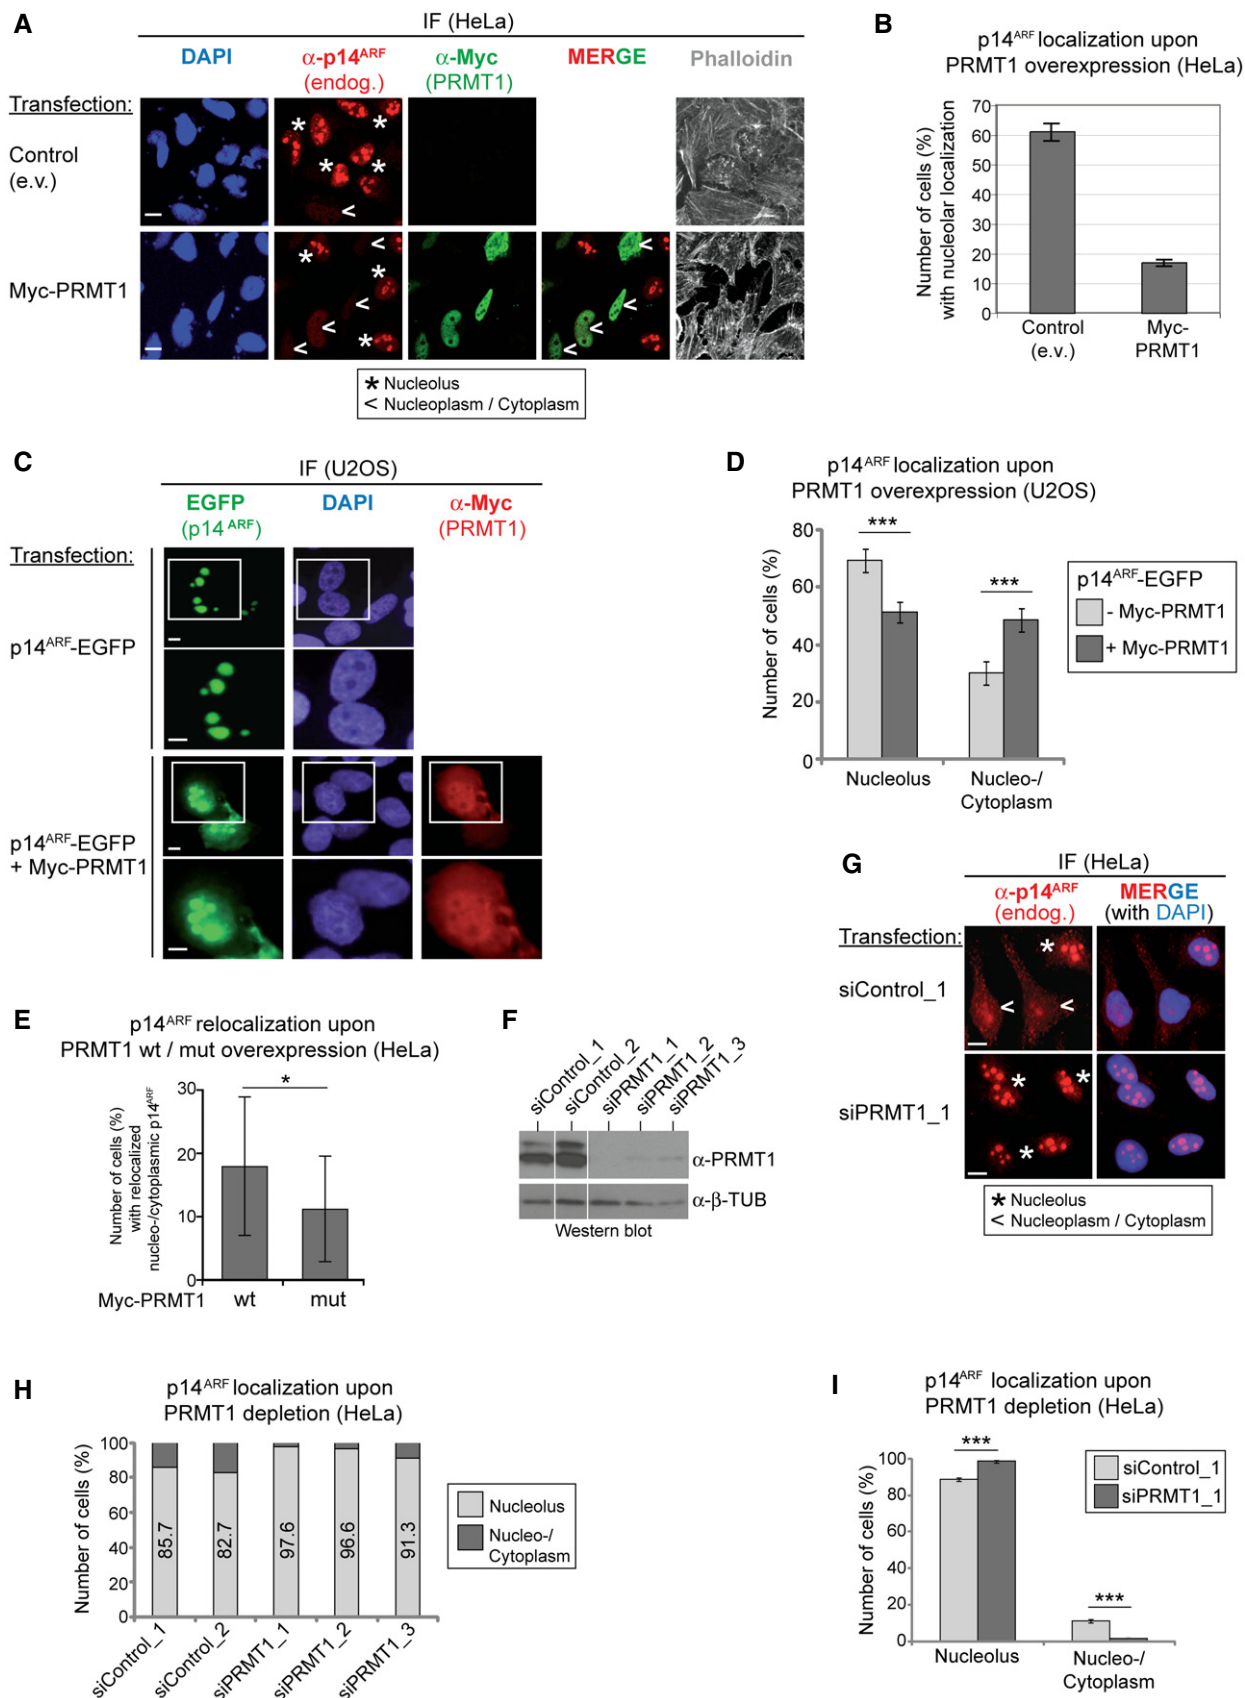 A
IF (HeLa)
DAPI
α-p14ARF
(endog.)
α-Myc
(PRMT1)
MERGE
Phalloidin
Transfection:
Control
(e.v.)
Myc-PRMT1
* Nucleolus
< Nucleoplasm / Cytoplasm
B
p14ARF localization upon
PRMT1 overexpression (HeLa)
Number of cells (%)
with nucleolar localization
70
60
50
40
30
20
10
0
Control
(e.v.)
Myc-
PRMT1
C
IF (U2OS)
EGFP
(p14 ARF)
DAPI
α-Myc
(PRMT1)
Transfection:
p14ARF-EGFP
p14ARF-EGFP
+ Myc-PRMT1
D
p14ARF localization upon
PRMT1 overexpression (U2OS)
Number of cells (%)
80
60
40
20
0
***
***
Nucleolus
Nucleo-/
Cytoplasm
p14ARF-EGFP
- Myc-PRMT1
+ Myc-PRMT1
E
p14ARF relocalization upon
PRMT1 wt / mut overexpression (HeLa)
Number of cells (%)
with relocalized
nucleo-/cytoplasmic p14ARF
30
20
10
0
*
Myc-PRMT1
wt
mut
F
siControl_1
siControl_2
siPRMT1_1
siPRMT1_2
siPRMT1_3
α-PRMT1
α-β-TUB
Western blot
G
IF (HeLa)
α-p14ARF
(endog.)
MERGE
(with DAPI)
Transfection:
siControl_1
siPRMT1_1
* Nucleolus
< Nucleoplasm / Cytoplasm
H
p14ARF localization upon
PRMT1 depletion (HeLa)
Number of cells (%)
100
80
60
40
20
0
85.7
82.7
97.6
96.6
91.3
siControl_1
siControl_2
siPRMT1_1
siPRMT1_2
siPRMT1_3
Nucleolus
Nucleo-/
Cytoplasm
I
p14ARF localization upon
PRMT1 depletion (HeLa)
Number of cells (%)
100
80
60
40
20
0
***
***
Nucleolus
Nucleo-/
Cytoplasm
siControl_1
siPRMT1_1